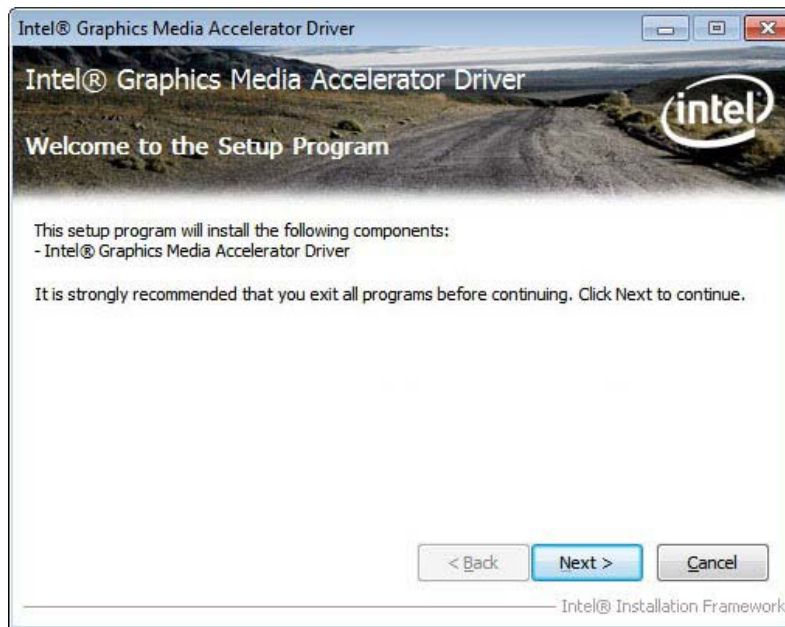 Intel® Graphics Media Accelerator Driver
Intel® Graphics Media Accelerator Driver
intel
Welcome to the Setup Program
This setup program will install the following components:
- Intel® Graphics Media Accelerator Driver
It is strongly recommended that you exit all programs before continuing. Click Next to continue.
< Back
Next >
Cancel
Intel® Installation Framework